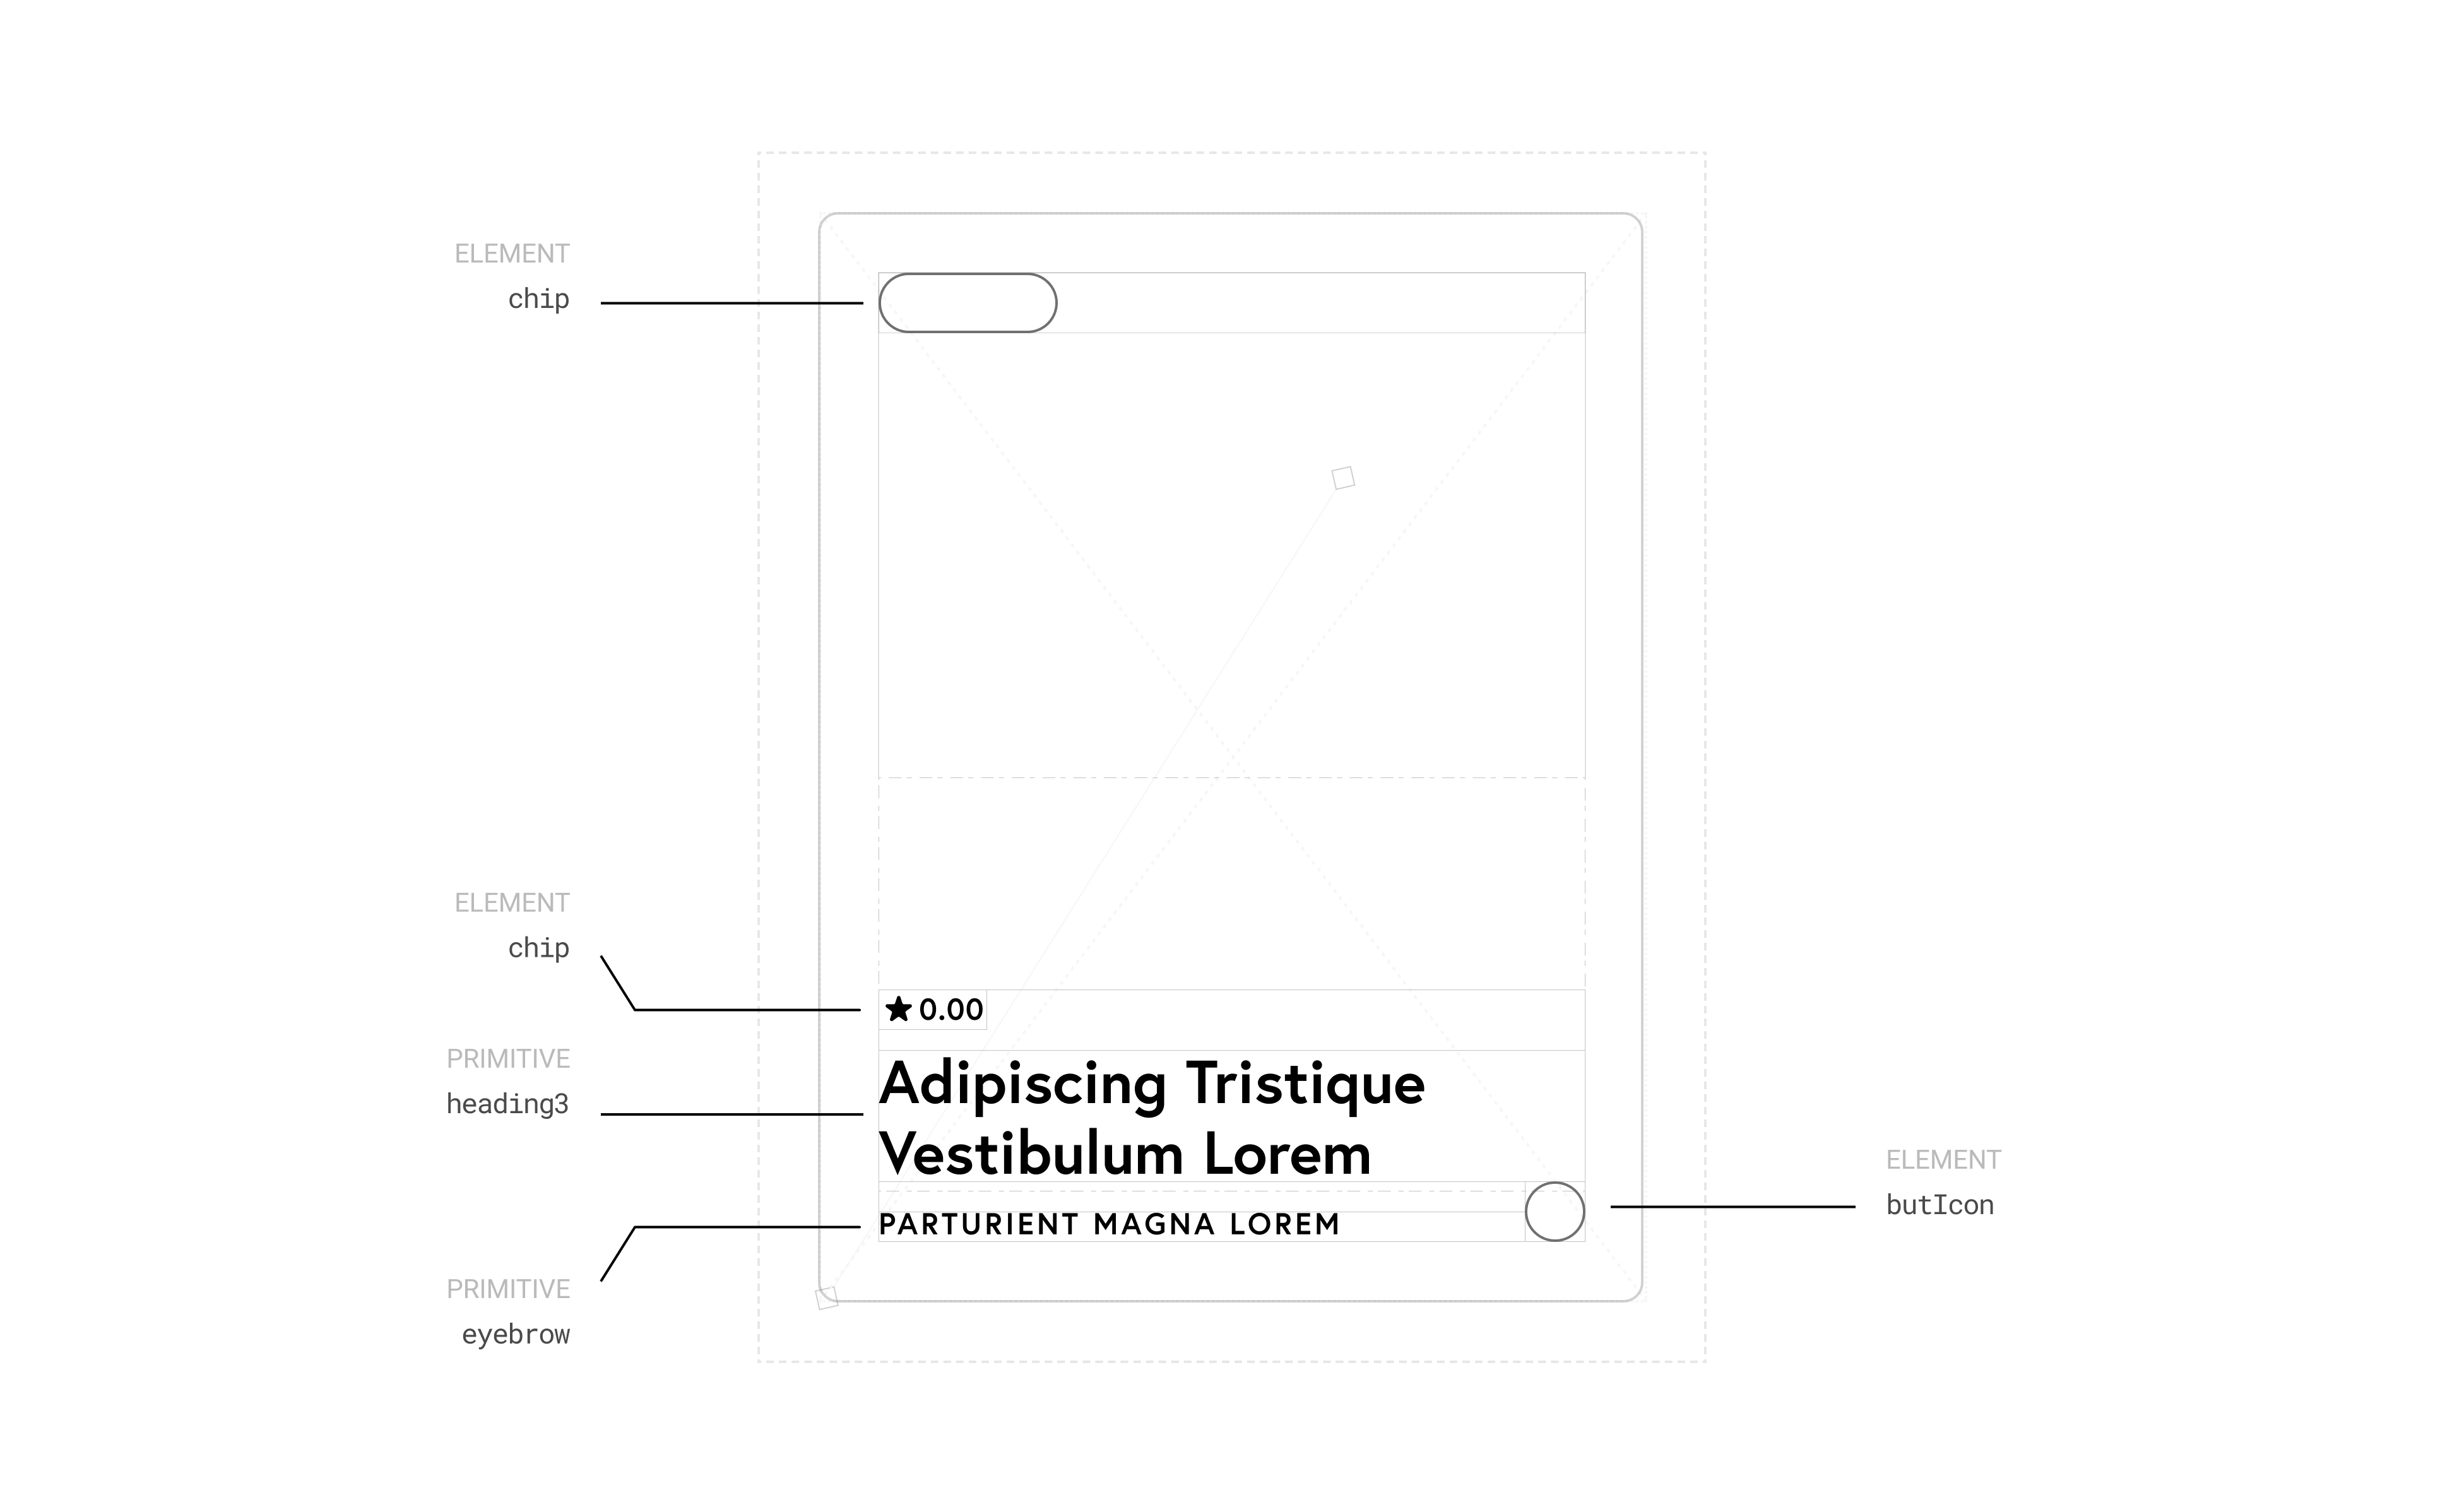 ELEMENT
chip
ELEMENT
chip
★ 0.00
PRIMITIVE
heading3
Adipiscing Tristique
Vestibulum Lorem
ELEMENT
butIcon
PARTURIENT MAGNA LOREM
PRIMITIVE
eyebrow